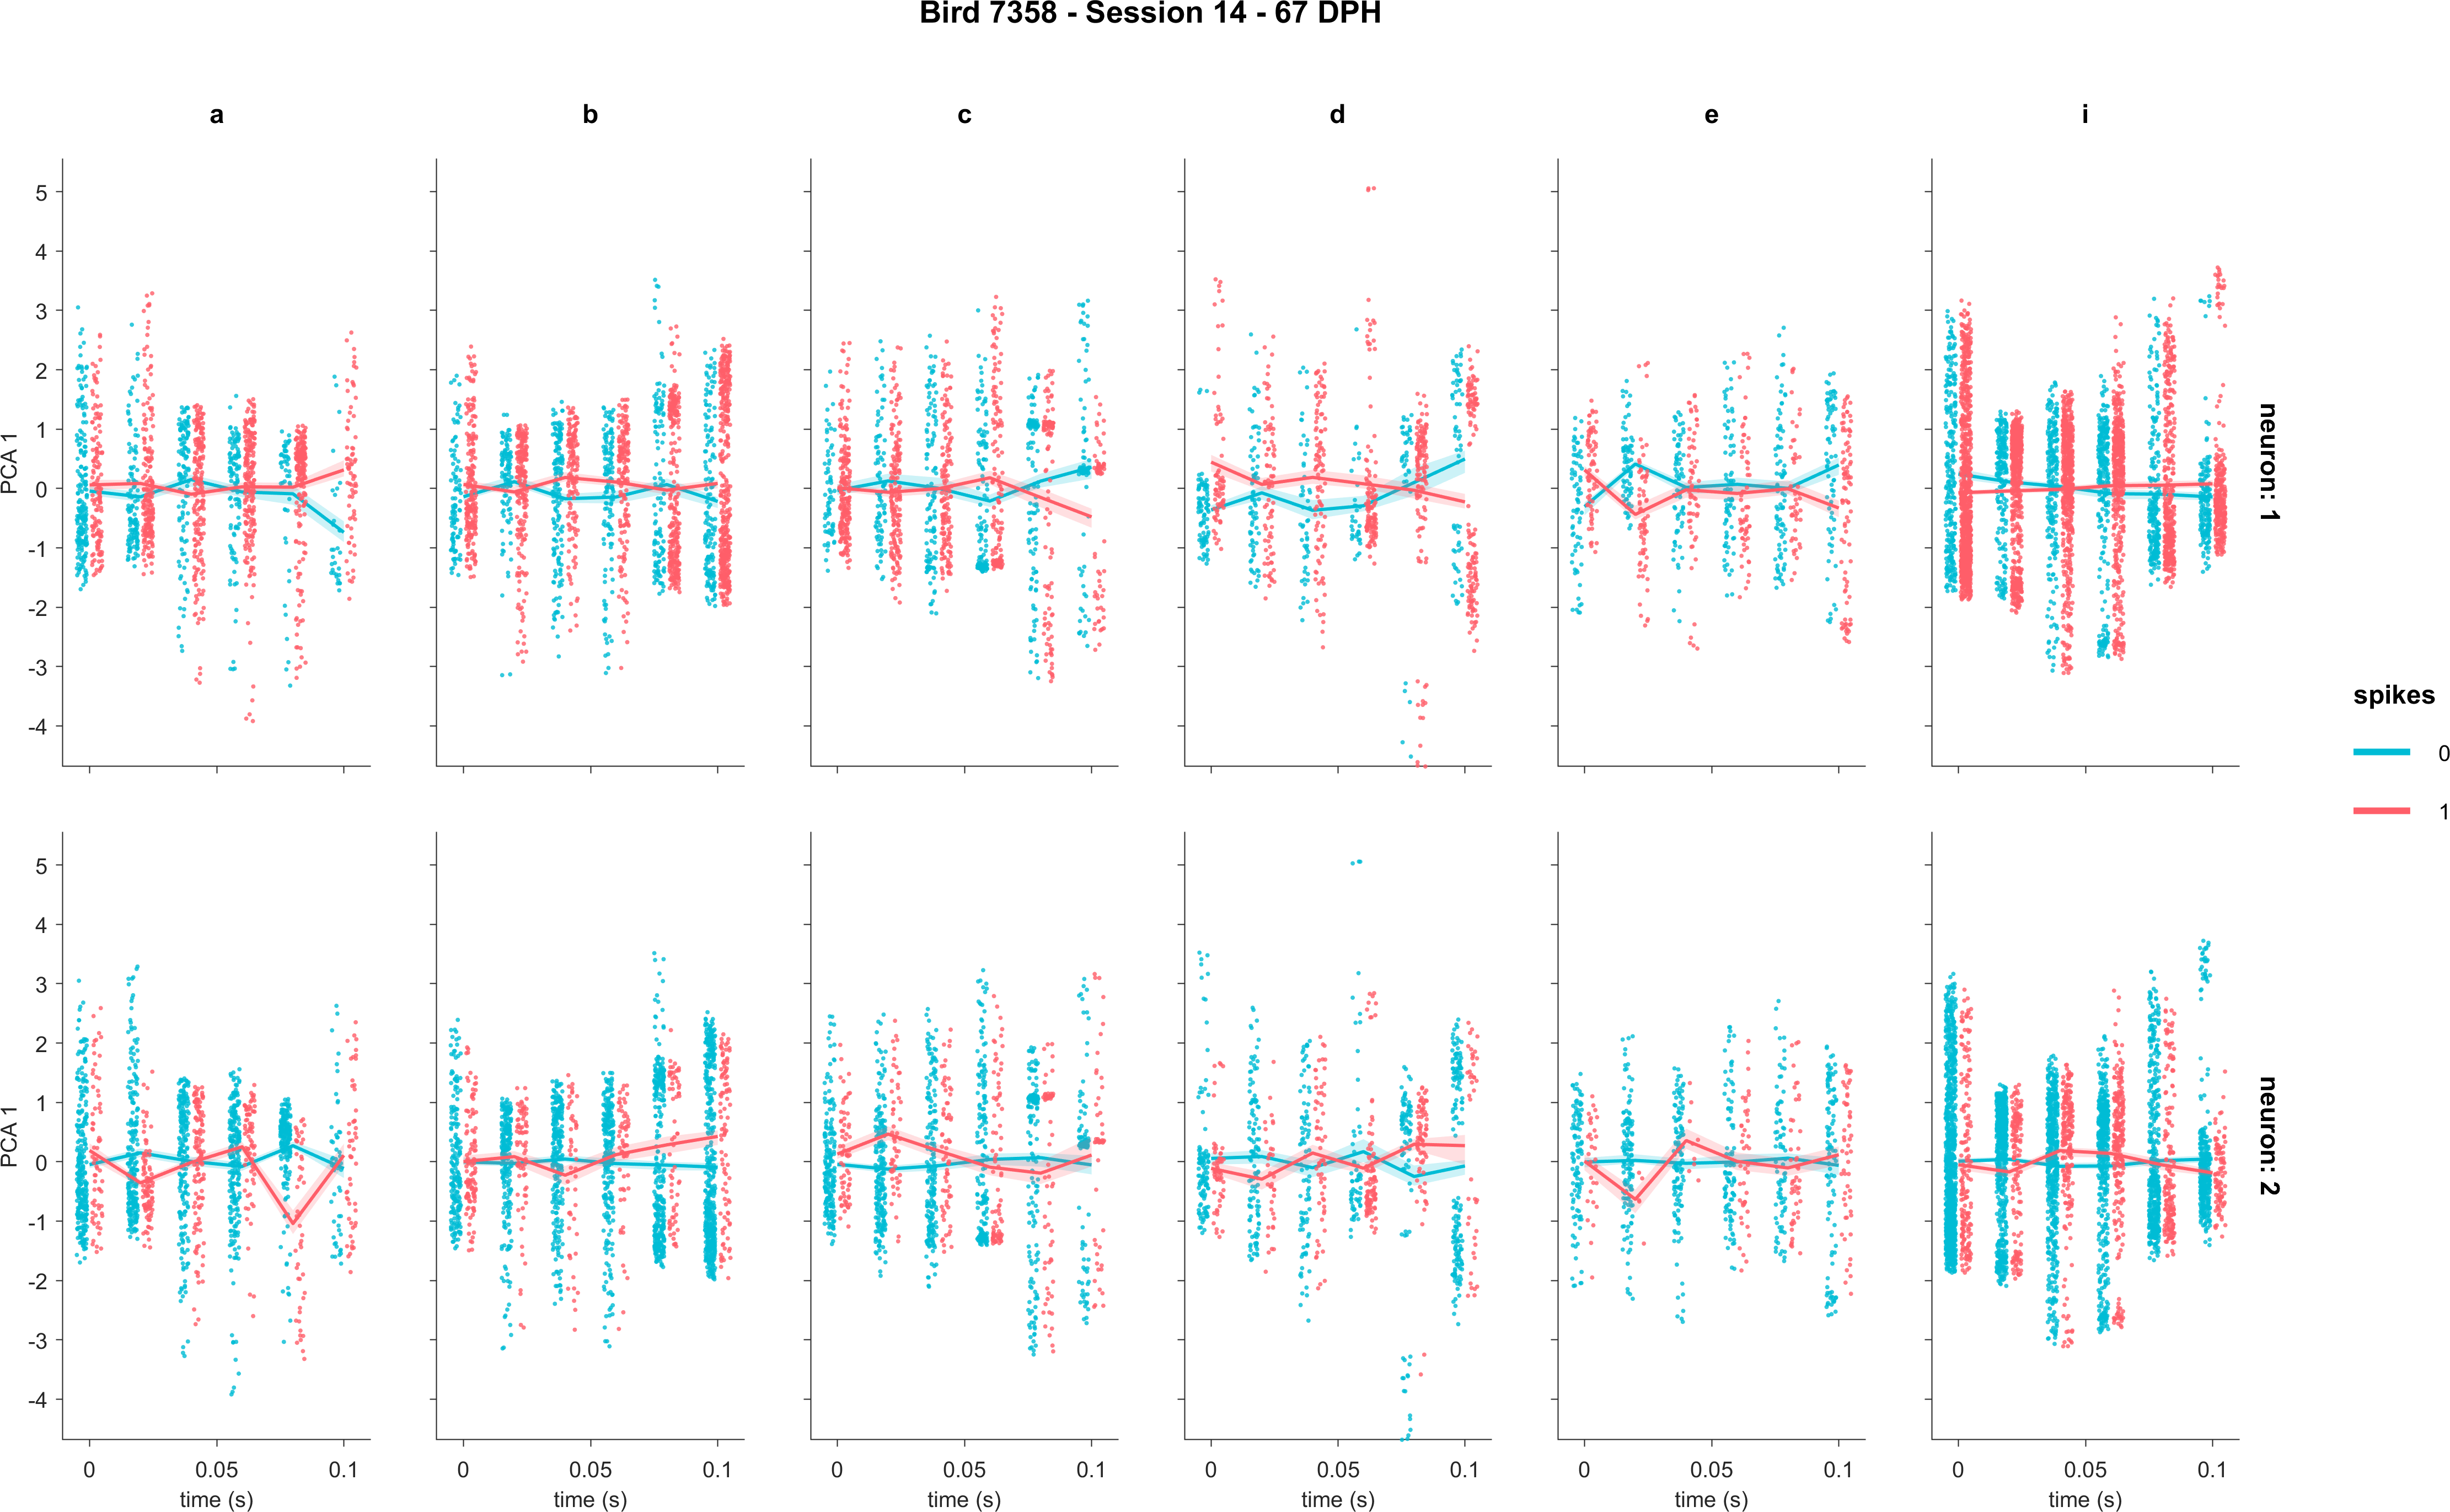 Bird 7358 - Session 14 - 67 DPH
a b c d e i
5
4
3
2
1
0
-1
-2
-3
-4
PCA 1
neuron: 1
spikes
0
1
5
4
3
2
1
0
-1
-2
-3
-4
PCA 1
neuron: 2
0 0.05 0.1 0 0.05 0.1 0 0.05 0.1 0 0.05 0.1 0 0.05 0.1 0 0.05 0.1
time (s) time (s) time (s) time (s) time (s) time (s)